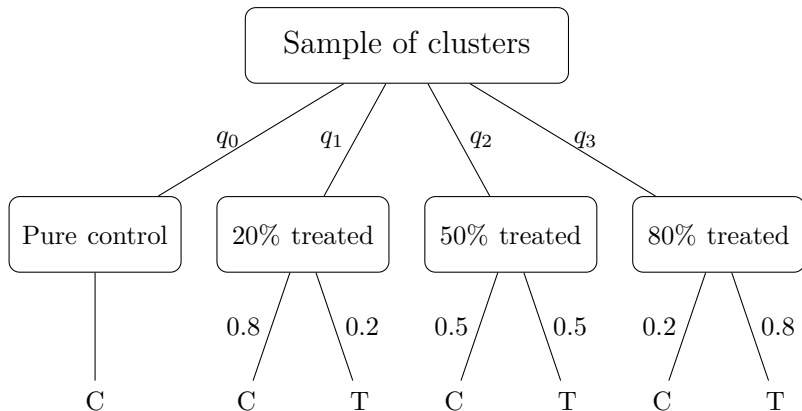 Sample of clusters
q0 q1 q2 q3
Pure control 20% treated 50% treated 80% treated
0.8 0.2 0.5 0.5 0.2 0.8
C C T C T C T